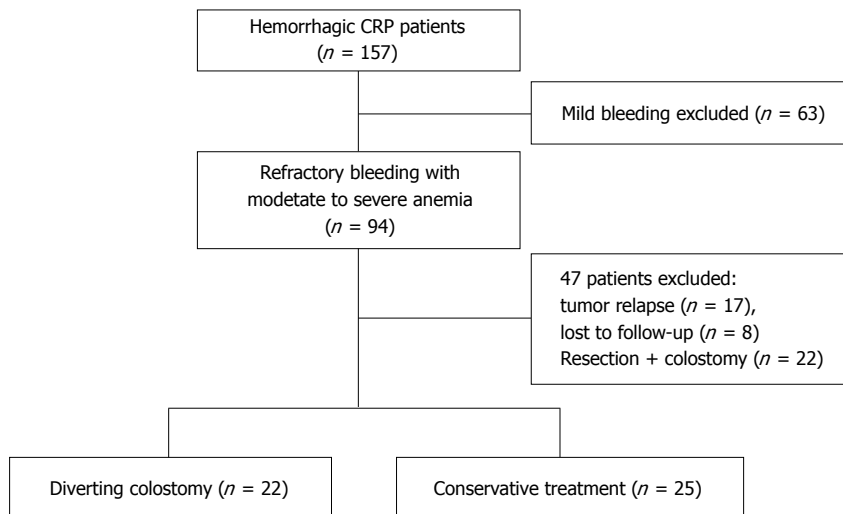 Hemorrhagic CRP patients
(n = 157)
Mild bleeding excluded (n = 63)
Refractory bleeding with
modetate to severe anemia
(n = 94)
47 patients excluded:
tumor relapse (n = 17),
lost to follow-up (n = 8)
Resection + colostomy (n = 22)
Diverting colostomy (n = 22)
Conservative treatment (n = 25)